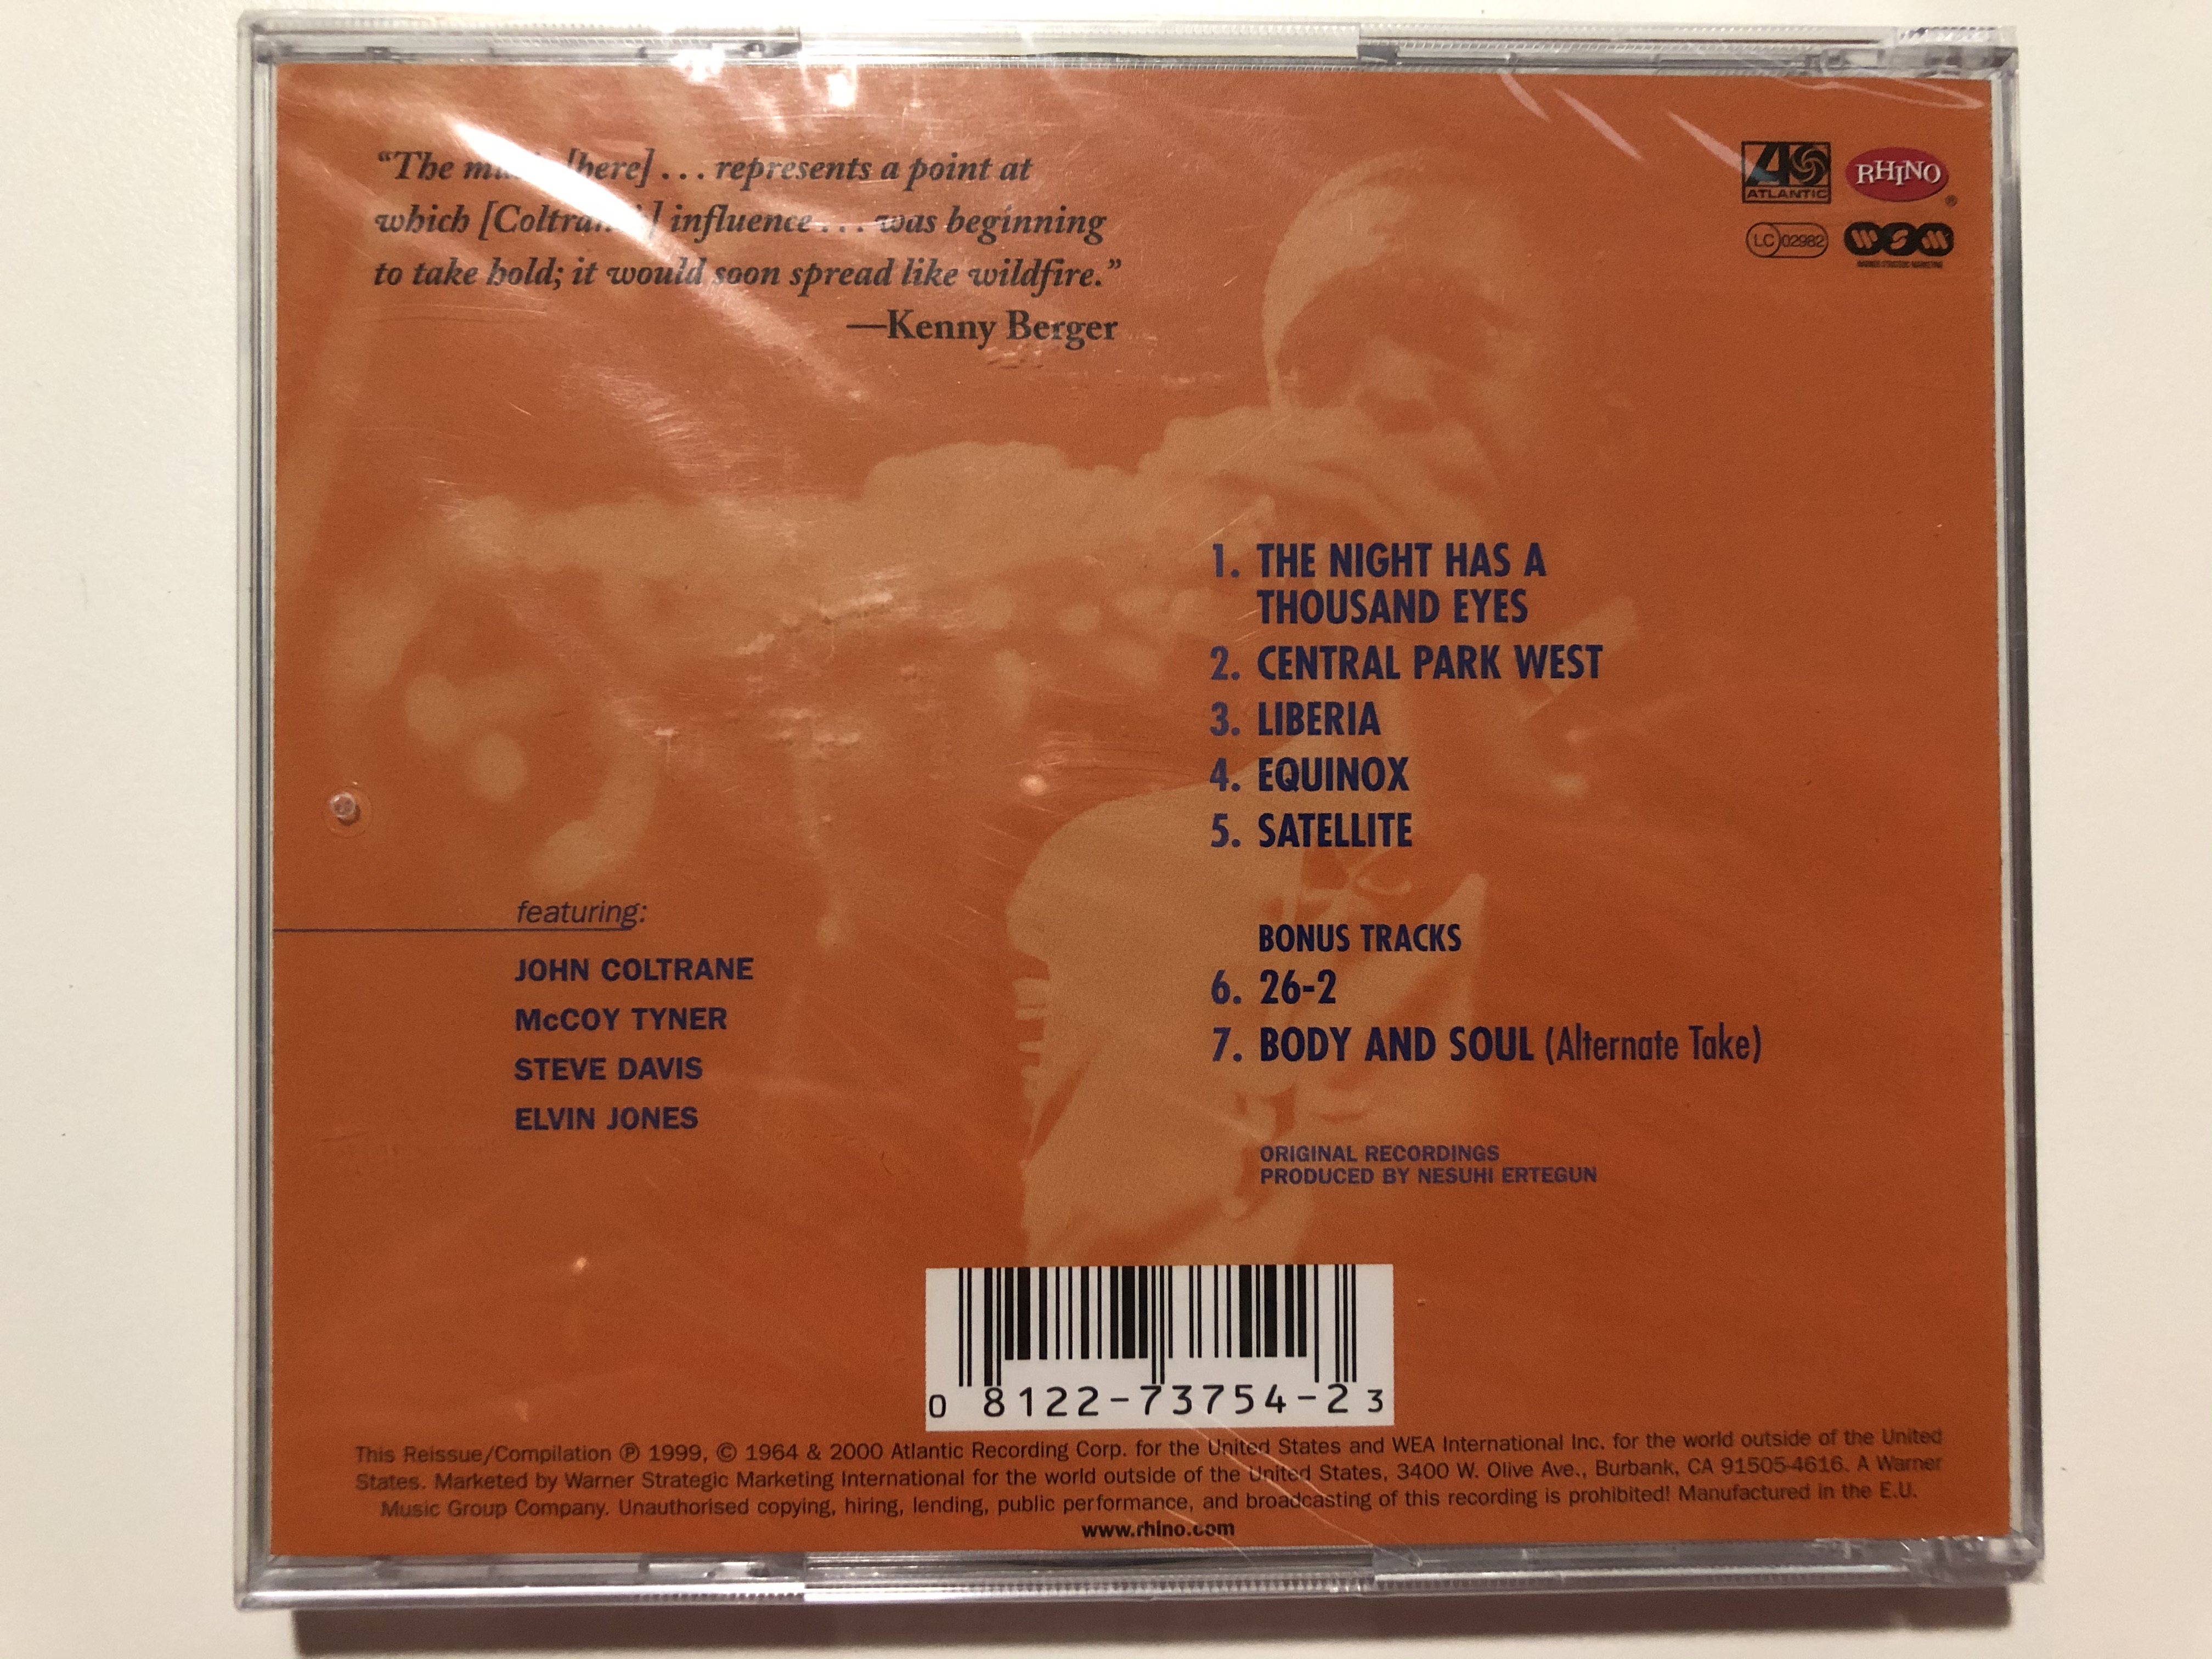 “The [here] . . . represents a point at
which influence . . . was beginning
to take hold; it would soon spread like wildfire.”
—Kenny Berger
ATLANTIC
RHINO ®
LC 02982
WSM
WARNER STRATEGIC MARKETING
1. THE NIGHT HAS A
THOUSAND EYES
2. CENTRAL PARK WEST
3. LIBERIA
4. EQUINOX
5. SATELLITE
BONUS TRACKS
6. 26-2
7. BODY AND SOUL (Alternate Take)
ORIGINAL RECORDINGS
PRODUCED BY NESUHI ERTEGUN
featuring:
JOHN COLTRANE
McCOY TYNER
STEVE DAVIS
ELVIN JONES
0 8122-73754-2 3
This Reissue/Compilation ℗ 1999, © 1964 & 2000 Atlantic Recording Corp. for the United States and WEA International Inc. for the world outside of the United
States. Marketed by Warner Strategic Marketing International for the world outside of the United States, 3400 W. Olive Ave., Burbank, CA 91505-4616. A Warner
Music Group Company. Unauthorised copying, hiring, lending, public performance, and broadcasting of this recording is prohibited! Manufactured in the E.U.
www.rhino.com